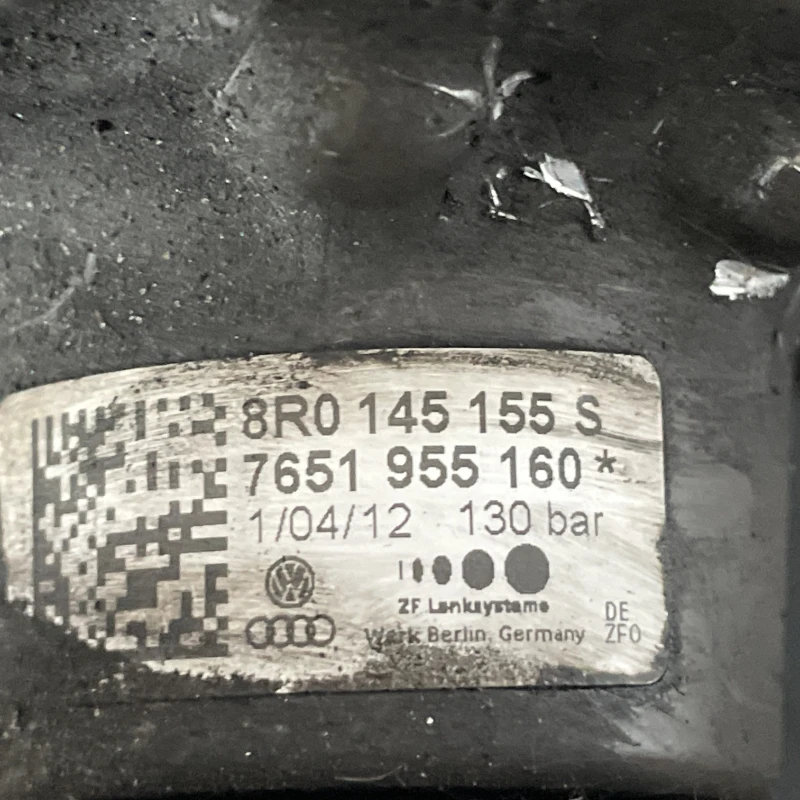 8R0 145 155 S
7651 955 160*
1/04/12 130 bar
ZF Lenksysteme
Werk Berlin, Germany
DE
ZF0